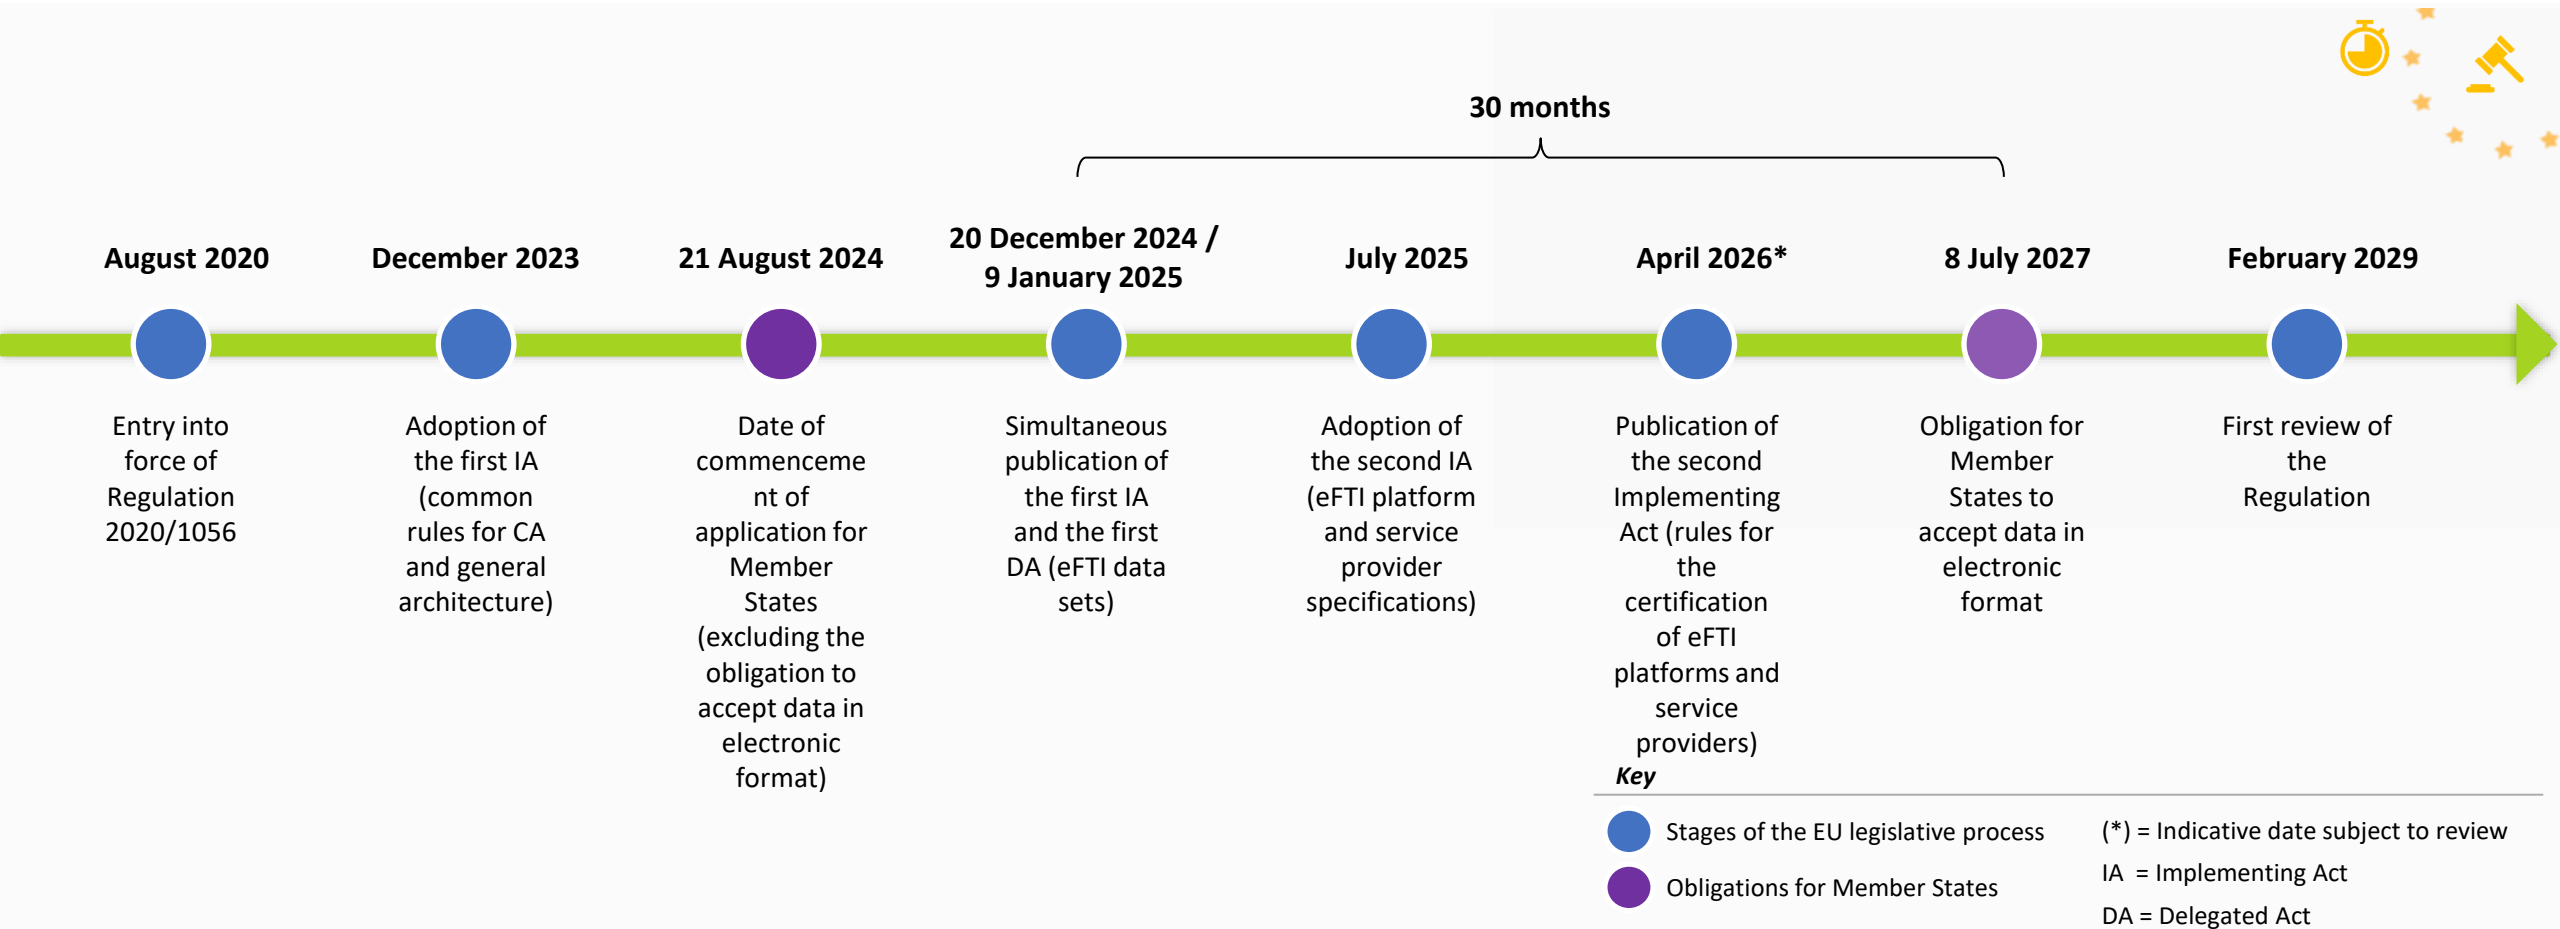 30 months
August 2020
Entry into
force of
Regulation
2020/1056
December 2023
Adoption of
the first IA
(common
rules for CA
and general
architecture)
21 August 2024
Date of
commenceme
nt of
application for
Member
States
(excluding the
obligation to
accept data in
electronic
format)
20 December 2024 /
9 January 2025
Simultaneous
publication of
the first IA
and the first
DA (eFTI data
sets)
July 2025
Adoption of
the second IA
(eFTI platform
and service
provider
specifications)
April 2026*
Publication of
the second
Implementing
Act (rules for
the
certification
of eFTI
platforms and
service
providers)
8 July 2027
Obligation for
Member
States to
accept data in
electronic
format
February 2029
First review of
the
Regulation
Key
Stages of the EU legislative process
Obligations for Member States
(*) = Indicative date subject to review
IA = Implementing Act
DA = Delegated Act